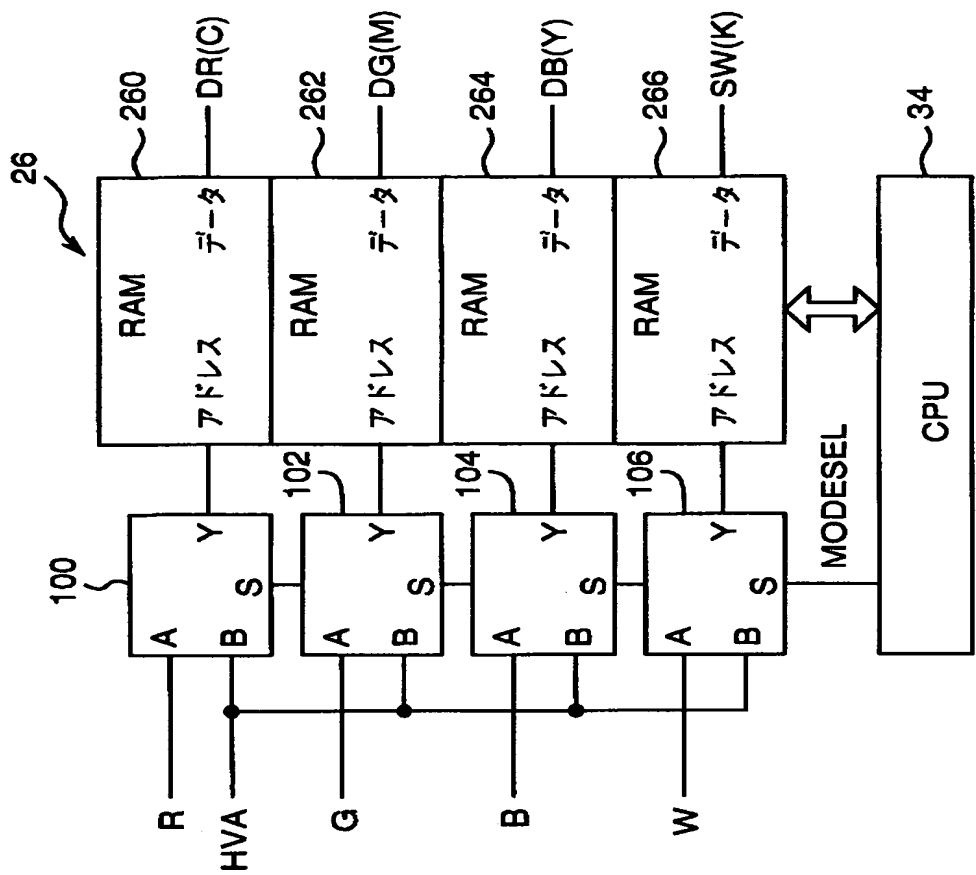 26
260
262
264
266
34
DR(C)
DG(M)
DB(Y)
SW(K)
RAM
アドレス
データ
RAM
アドレス
データ
RAM
アドレス
データ
RAM
アドレス
データ
100
A
B
S
Y
102
A
B
S
Y
104
A
B
S
Y
106
A
B
S
Y
R
HVA
G
B
W
MODESEL
CPU